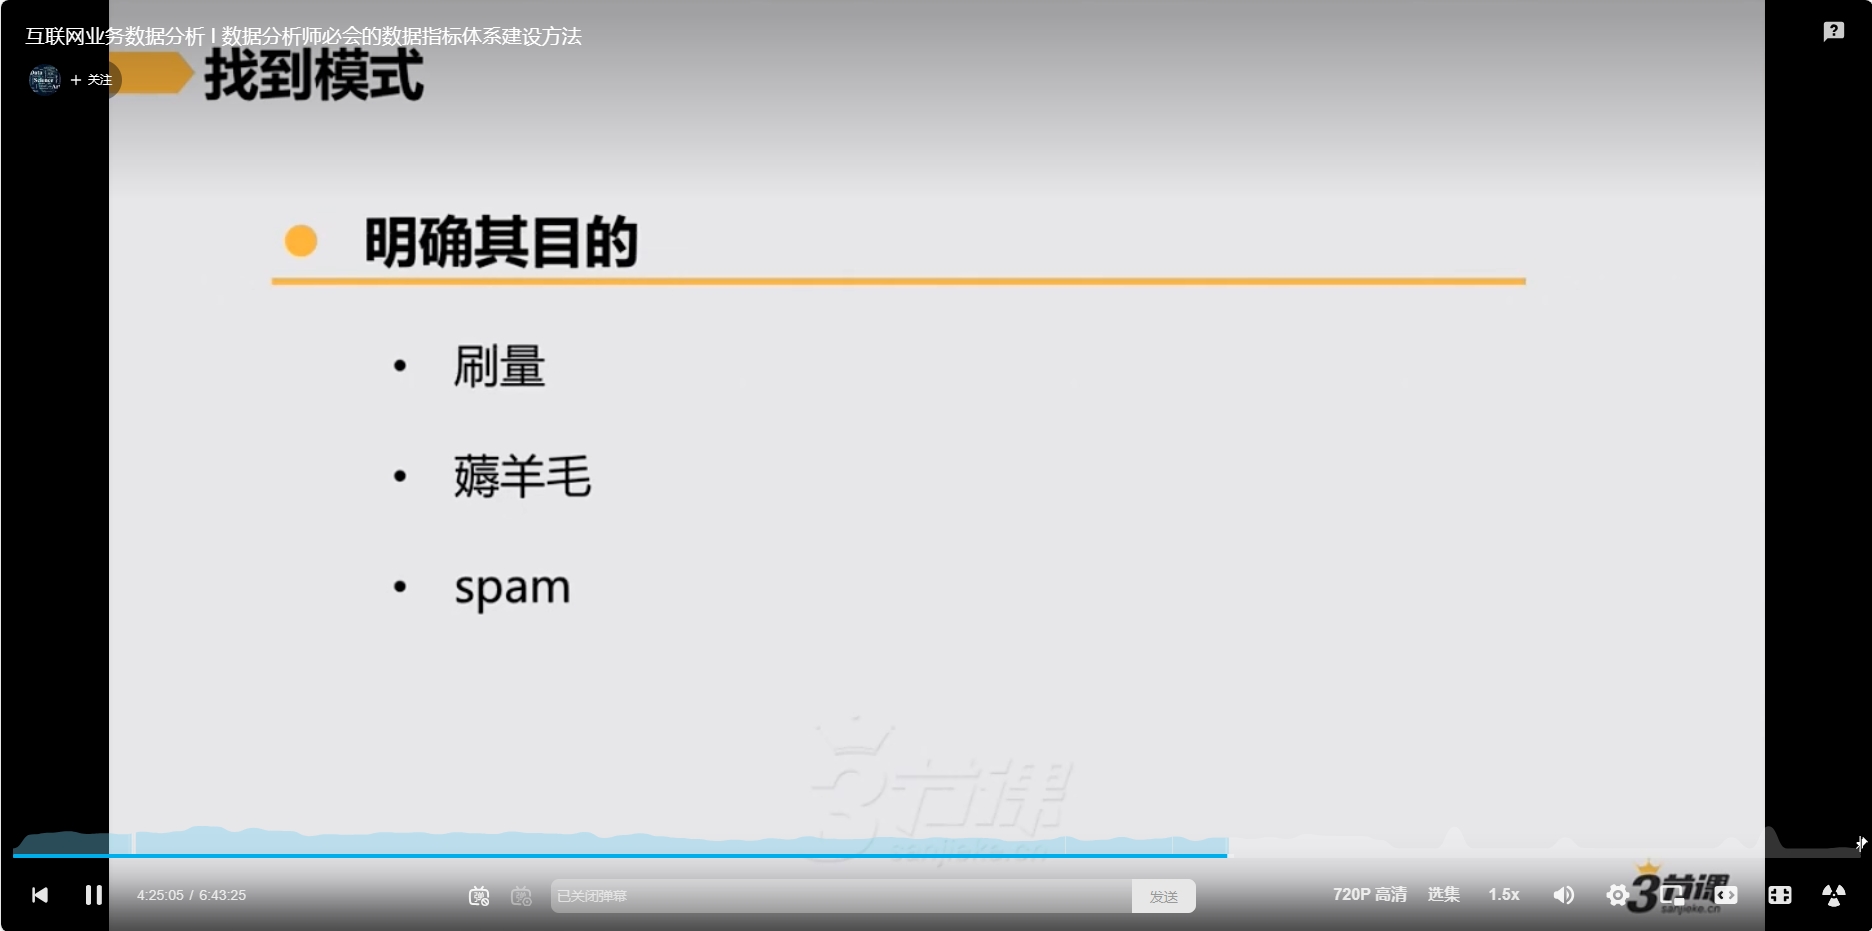 互联网业务数据分析 | 数据分析师必会的数据指标体系建设方法
+ 关注
找到模式
明确其目的
• 刷量
• 薅羊毛
• spam
3节课
sanjieke.cn
4:25:05 / 6:43:25
已关闭弹幕
发送
720P 高清
选集
1.5x
3节课
sanjieke.cn